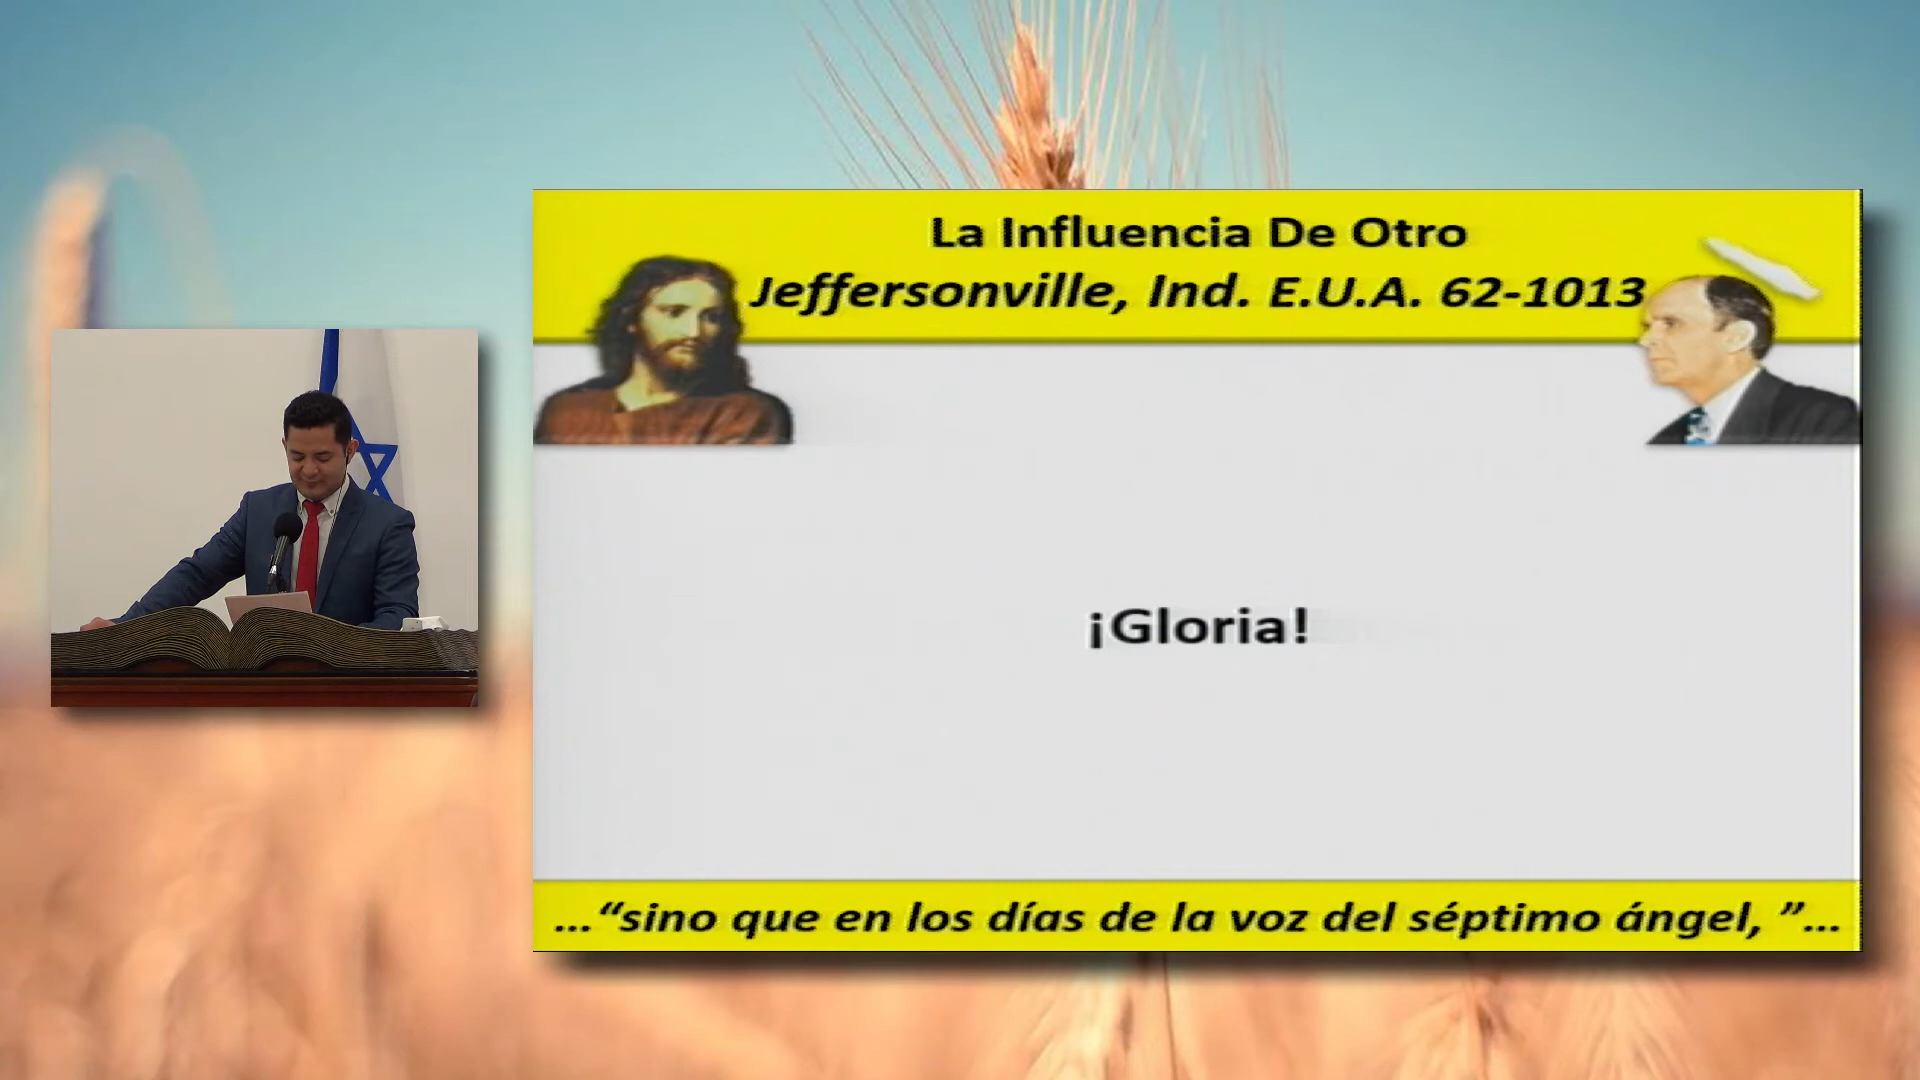 La Influencia De Otro
Jeffersonville, Ind. E.U.A. 62-1013
¡Gloria!
..."sino que en los días de la voz del séptimo ángel, ”...